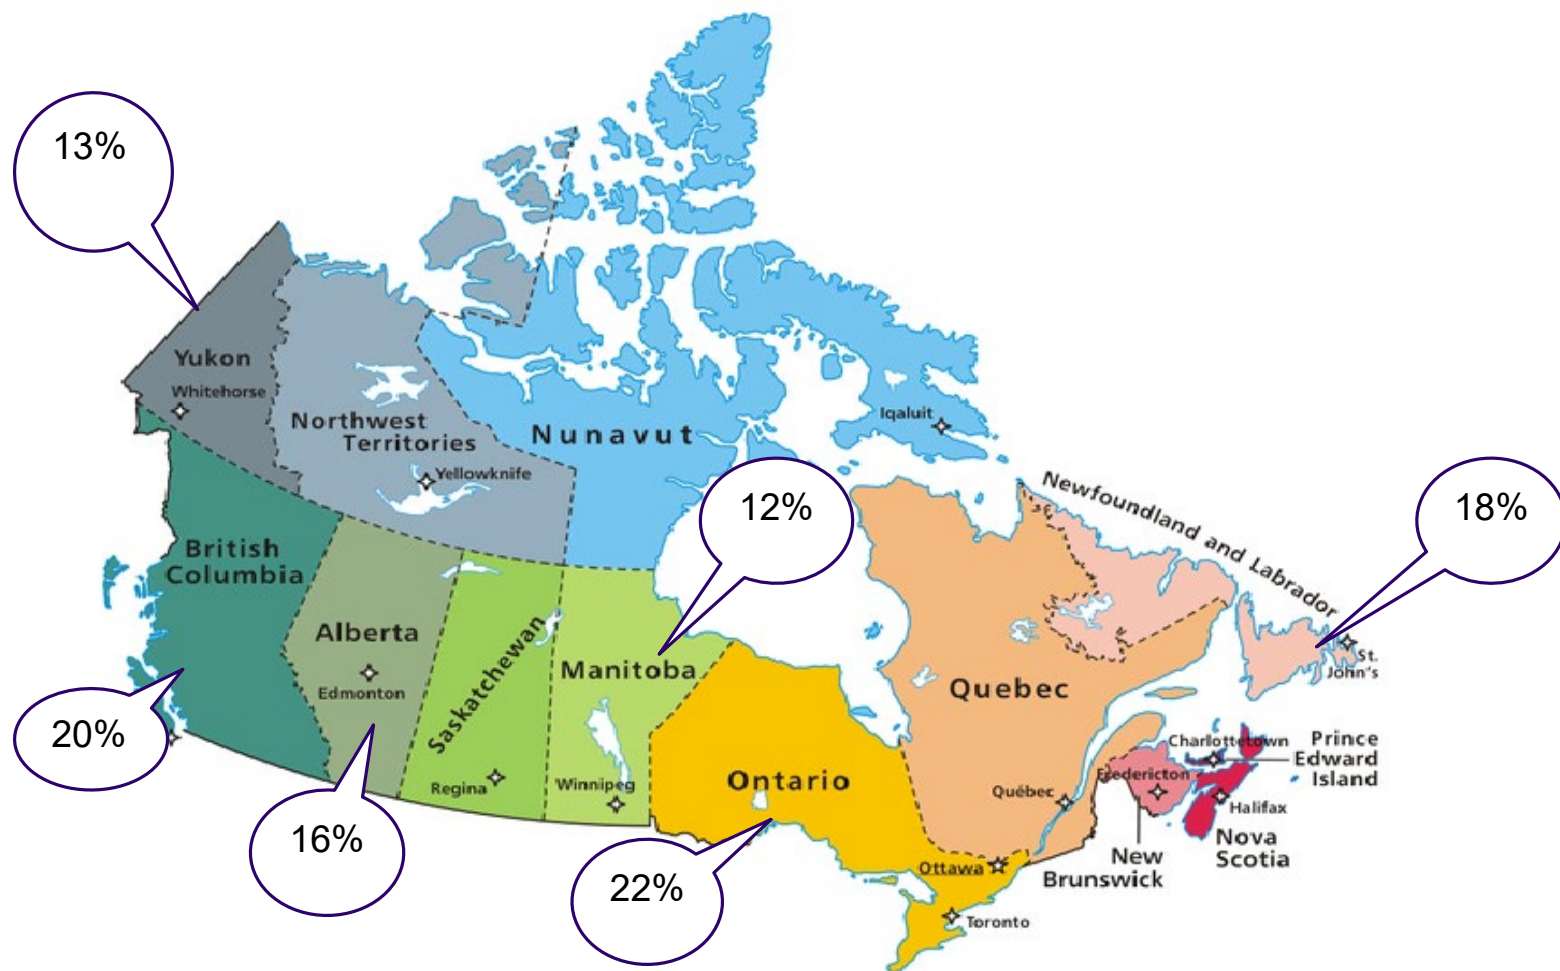 13%
Yukon
Whitehorse
Northwest
Territories
Yellowknife
Nunavut
Iqaluit
12%
18%
Newfoundland and Labrador
St.
John"s
British
Columbia
Alberta
Edmonton
Saskatchewan
Regina
Manitoba
Winnipeg
Quebec
Québec
20%
16%
Ontario
22%
Ottawa
Toronto
Charlottetown
Prince
Edward
Island
Fredericton
Halifax
Nova
Scotia
New
Brunswick